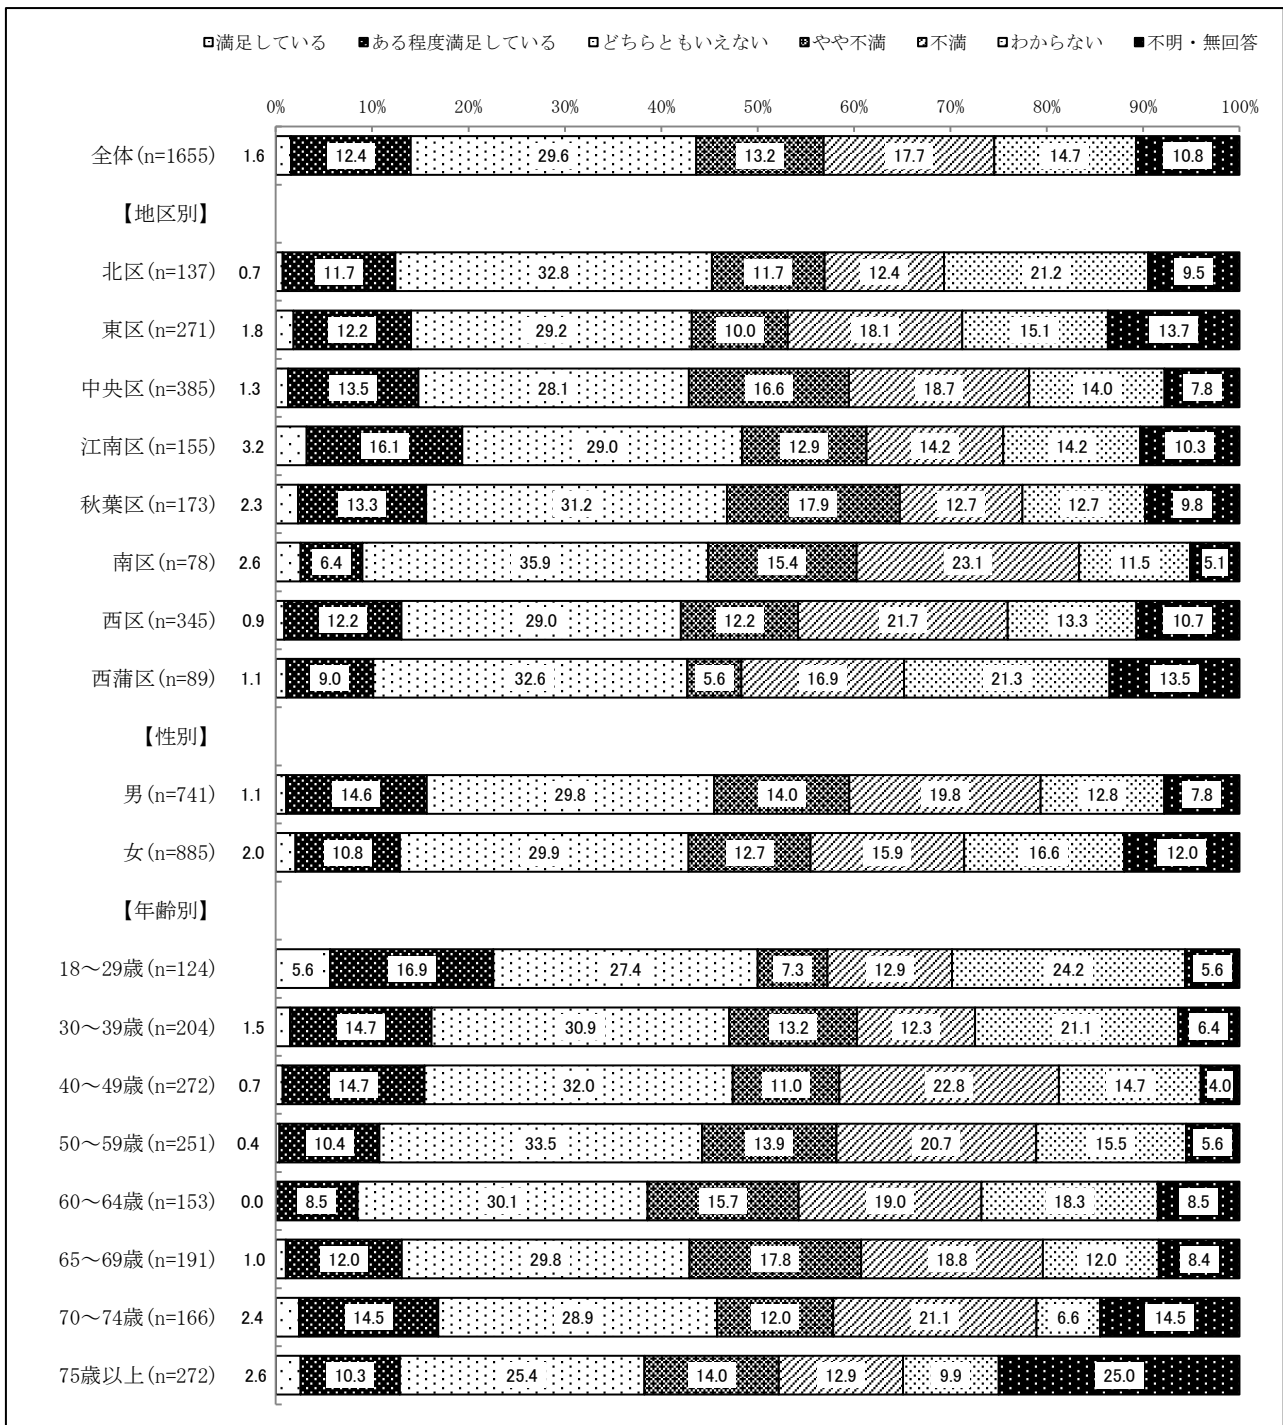 満足している ある程度満足している どちらともいえない やや不満 不満 わからない 不明・無回答
0% 10% 20% 30% 40% 50% 60% 70% 80% 90% 100%
全体(n=1655) 1.6 12.4 29.6 13.2 17.7 14.7 10.8
【地区別】
北区(n=137) 0.7 11.7 32.8 11.7 12.4 21.2 9.5
東区(n=271) 1.8 12.2 29.2 10.0 18.1 15.1 13.7
中央区(n=385) 1.3 13.5 28.1 16.6 18.7 14.0 7.8
江南区(n=155) 3.2 16.1 29.0 12.9 14.2 14.2 10.3
秋葉区(n=173) 2.3 13.3 31.2 17.9 12.7 12.7 9.8
南区(n=78) 2.6 6.4 35.9 15.4 23.1 11.5 5.1
西区(n=345) 0.9 12.2 29.0 12.2 21.7 13.3 10.7
西蒲区(n=89) 1.1 9.0 32.6 5.6 16.9 21.3 13.5
【性別】
男(n=741) 1.1 14.6 29.8 14.0 19.8 12.8 7.8
女(n=885) 2.0 10.8 29.9 12.7 15.9 16.6 12.0
【年齢別】
18～29歳(n=124) 5.6 16.9 27.4 7.3 12.9 24.2 5.6
30～39歳(n=204) 1.5 14.7 30.9 13.2 12.3 21.1 6.4
40～49歳(n=272) 0.7 14.7 32.0 11.0 22.8 14.7 4.0
50～59歳(n=251) 0.4 10.4 33.5 13.9 20.7 15.5 5.6
60～64歳(n=153) 0.0 8.5 30.1 15.7 19.0 18.3 8.5
65～69歳(n=191) 1.0 12.0 29.8 17.8 18.8 12.0 8.4
70～74歳(n=166) 2.4 14.5 28.9 12.0 21.1 6.6 14.5
75歳以上(n=272) 2.6 10.3 25.4 14.0 12.9 9.9 25.0